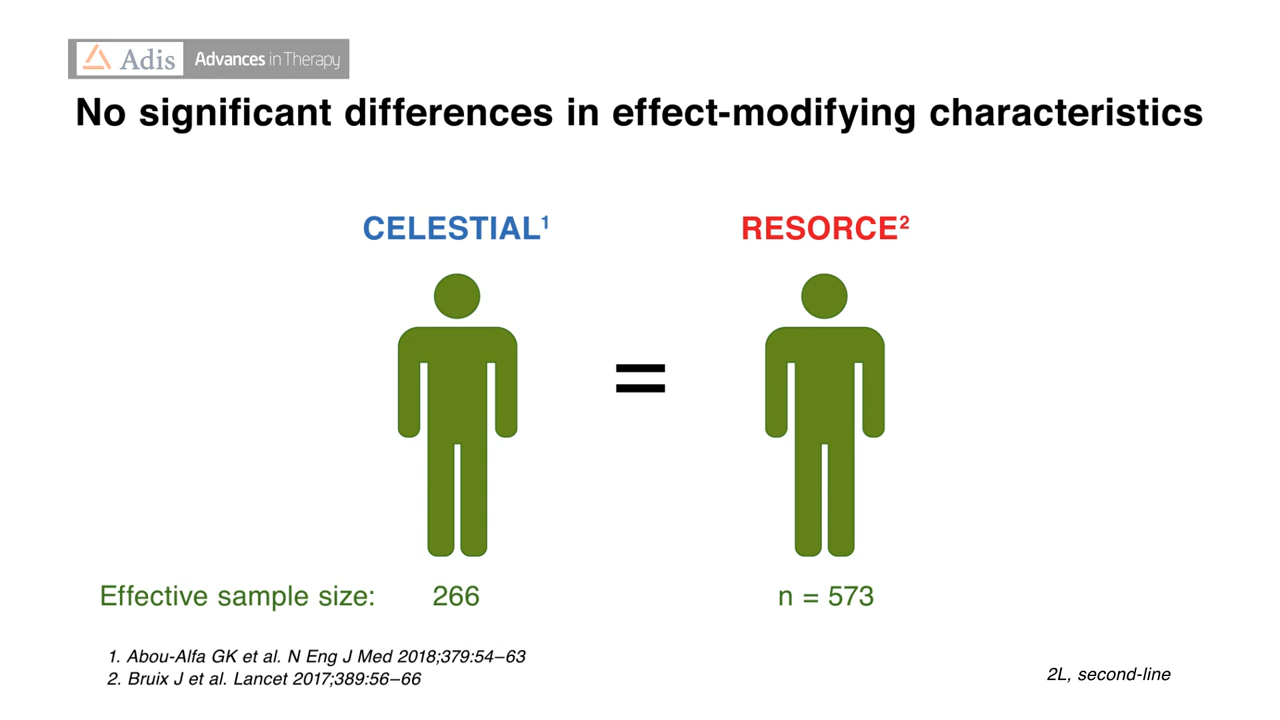 Adis Advances in Therapy
No significant differences in effect-modifying characteristics
CELESTIAL¹ RESORCE²
=
Effective sample size: 266 n = 573
1. Abou-Alfa GK et al. N Eng J Med 2018;379:54–63
2. Bruix J et al. Lancet 2017;389:56–66
2L, second-line